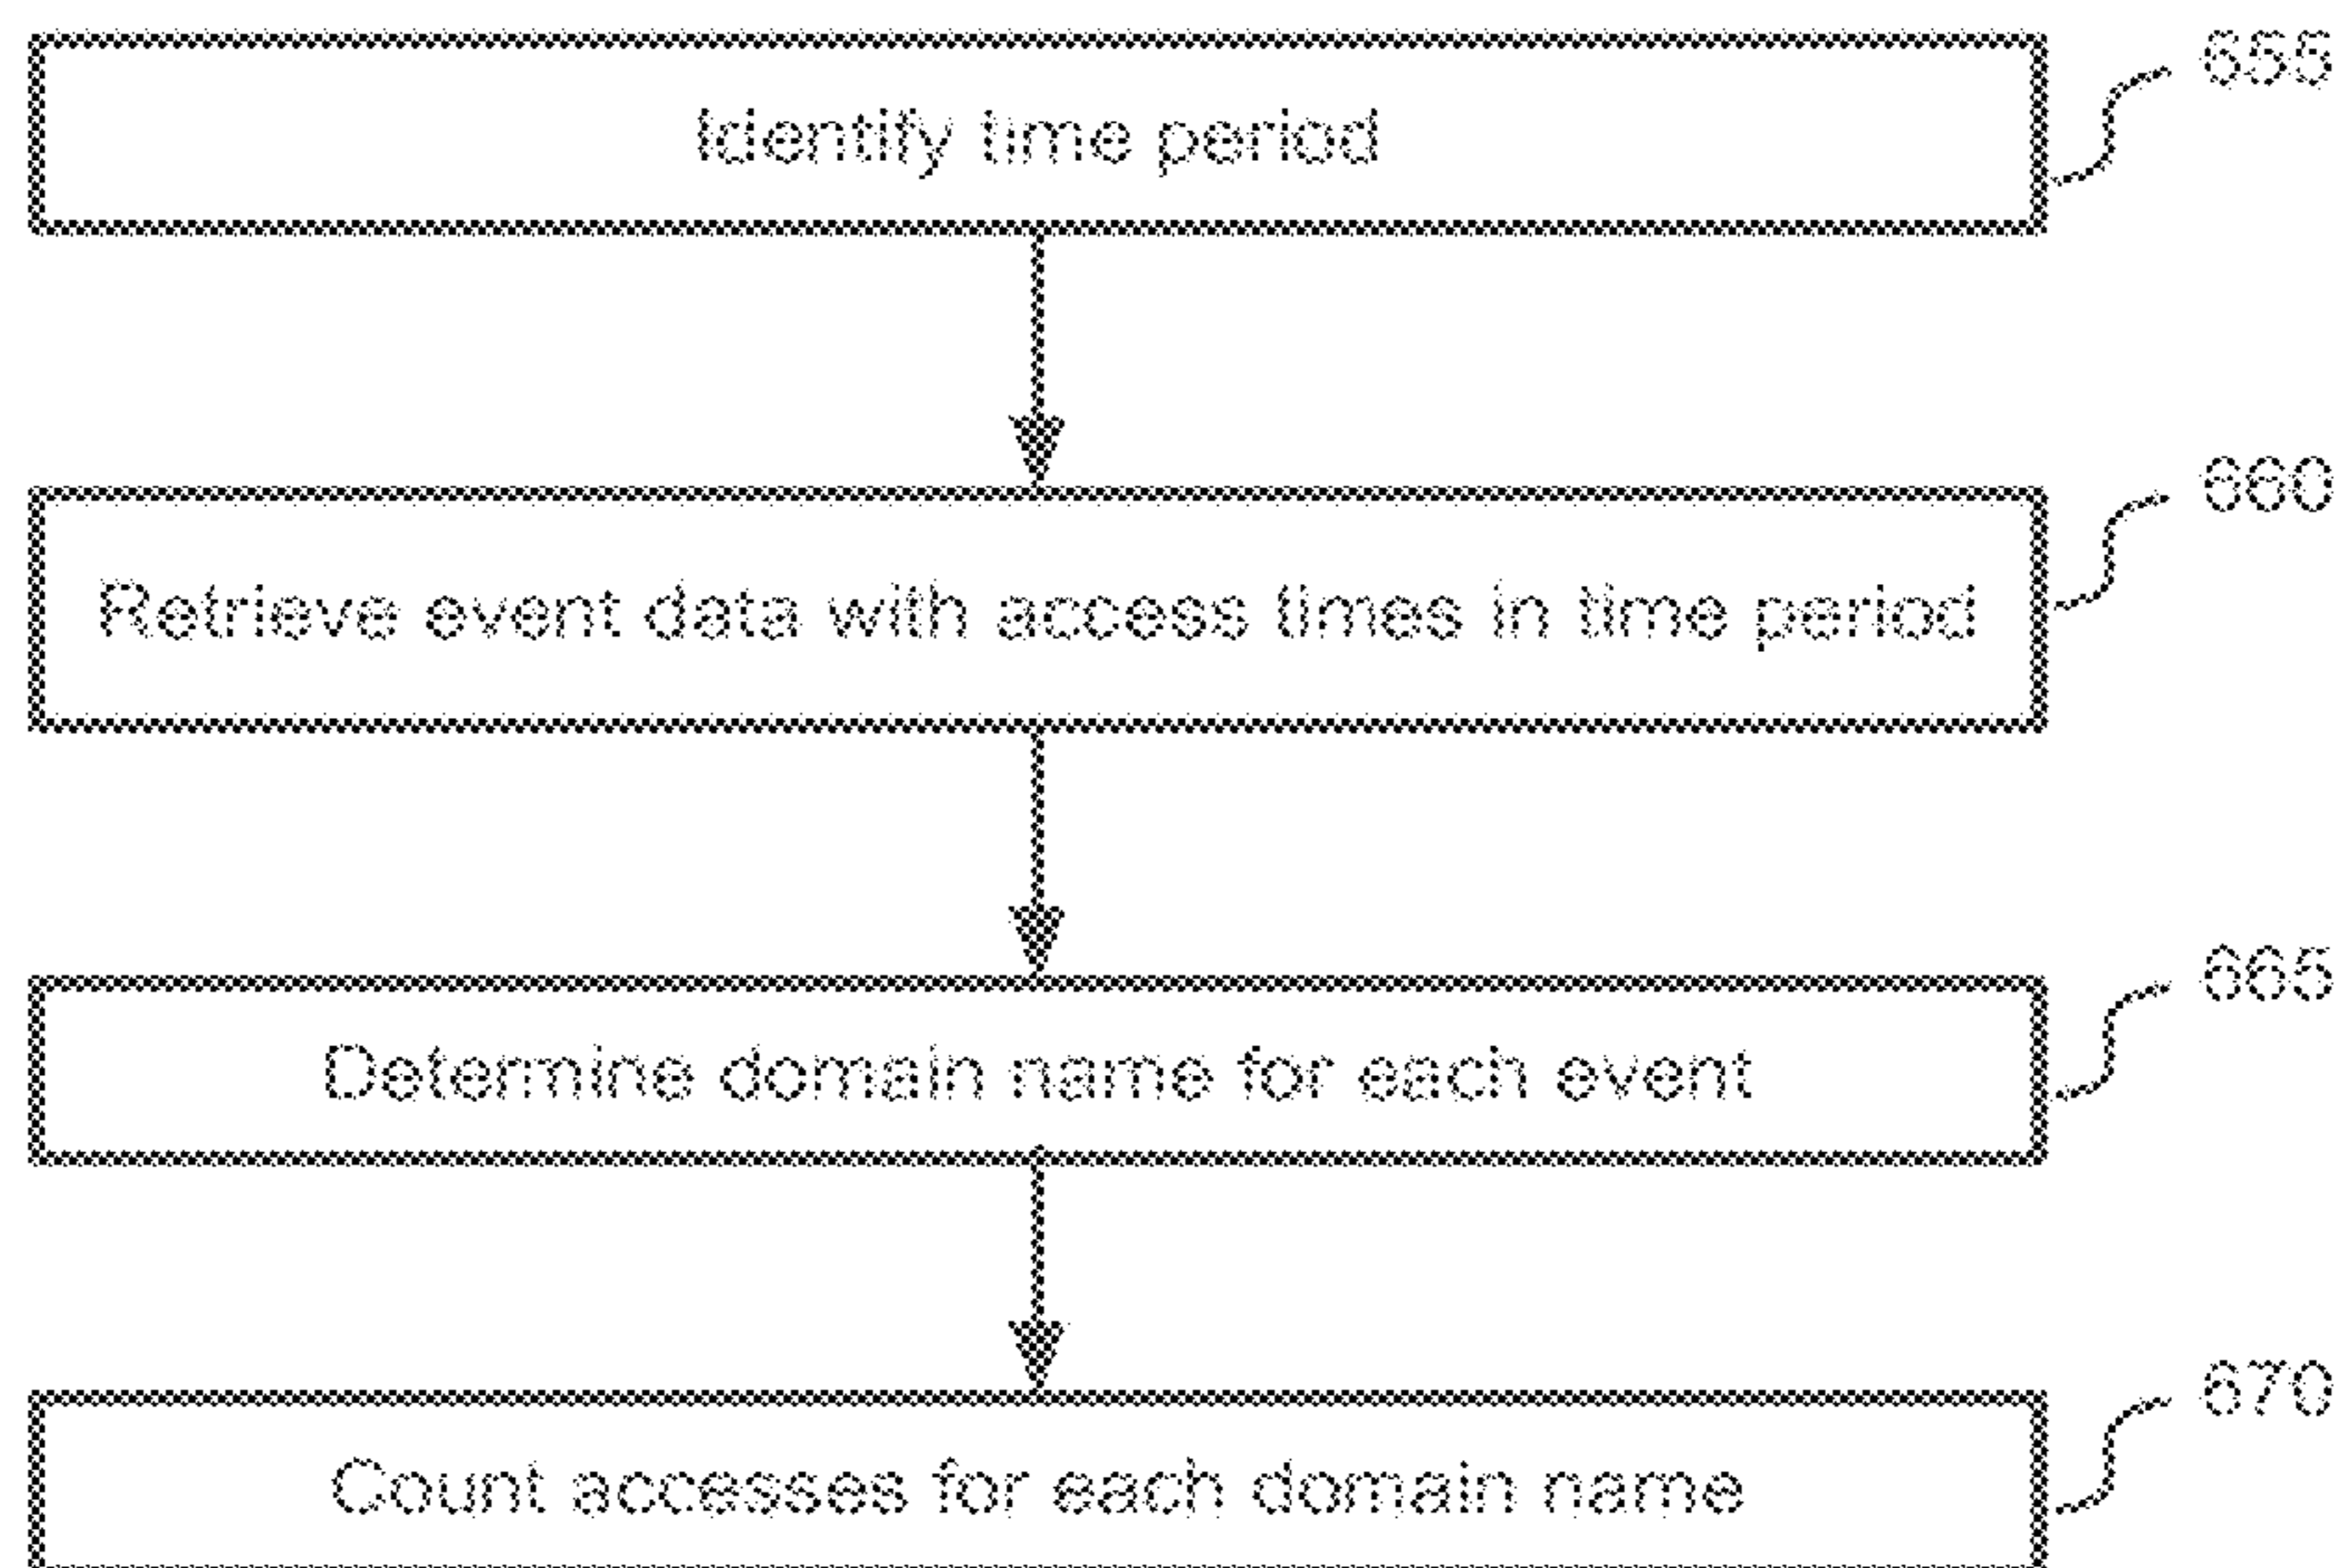 655
Identify time period
660
Retrieve event data with access times in time period
665
Determine domain name for each event
670
Count accesses for each domain name